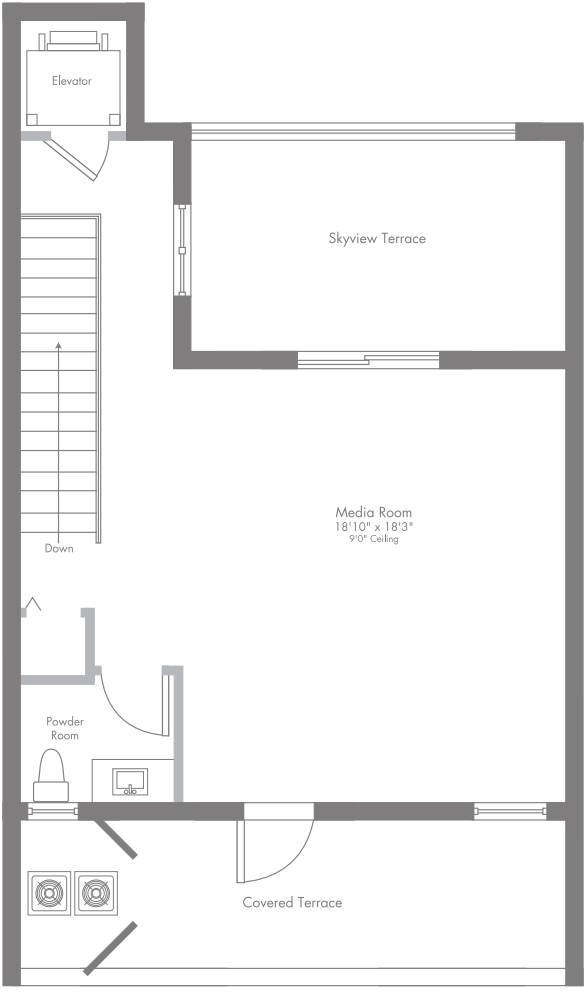 Elevator
Skyview Terrace
Media Room
18'10" x 18'3"
9'0" Ceiling
Down
Powder
Room
Covered Terrace